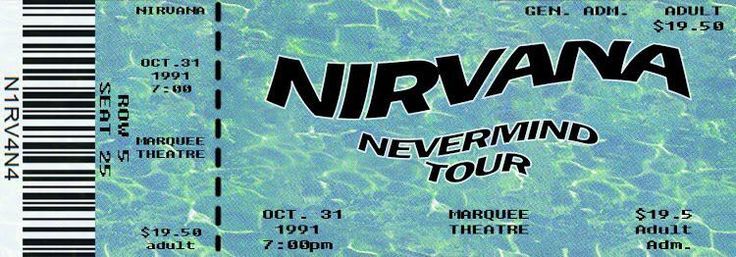 N1RV4N4
ROW 5
SEAT 25
NIRVANA
OCT.31
1991
7:00
MARQUEE
THEATRE
$19.50
adult
GEN. ADM.
ADULT
$19.50
NIRVANA
NEVERMIND
TOUR
OCT. 31
1991
7:00pm
MARQUEE
THEATRE
$19.5
Adult
Adm.